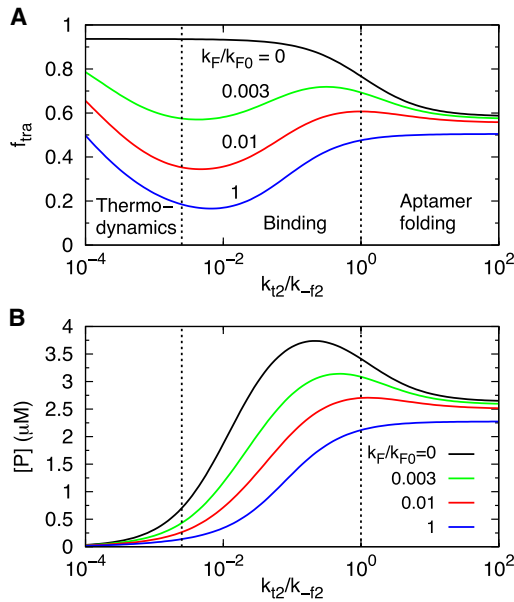 A
1
0.8
0.6
0.4
0.2
0
f_tra
k_F/k_F0 = 0
0.003
0.01
1
Thermo-
dynamics
Binding
Aptamer
folding
10^-4
10^-2
10^0
10^2
k_t2/k_-f2
B
4
3.5
3
2.5
2
1.5
1
0.5
0
[P] (μM)
k_F/k_F0=0
0.003
0.01
1
10^-4
10^-2
10^0
10^2
k_t2/k_-f2